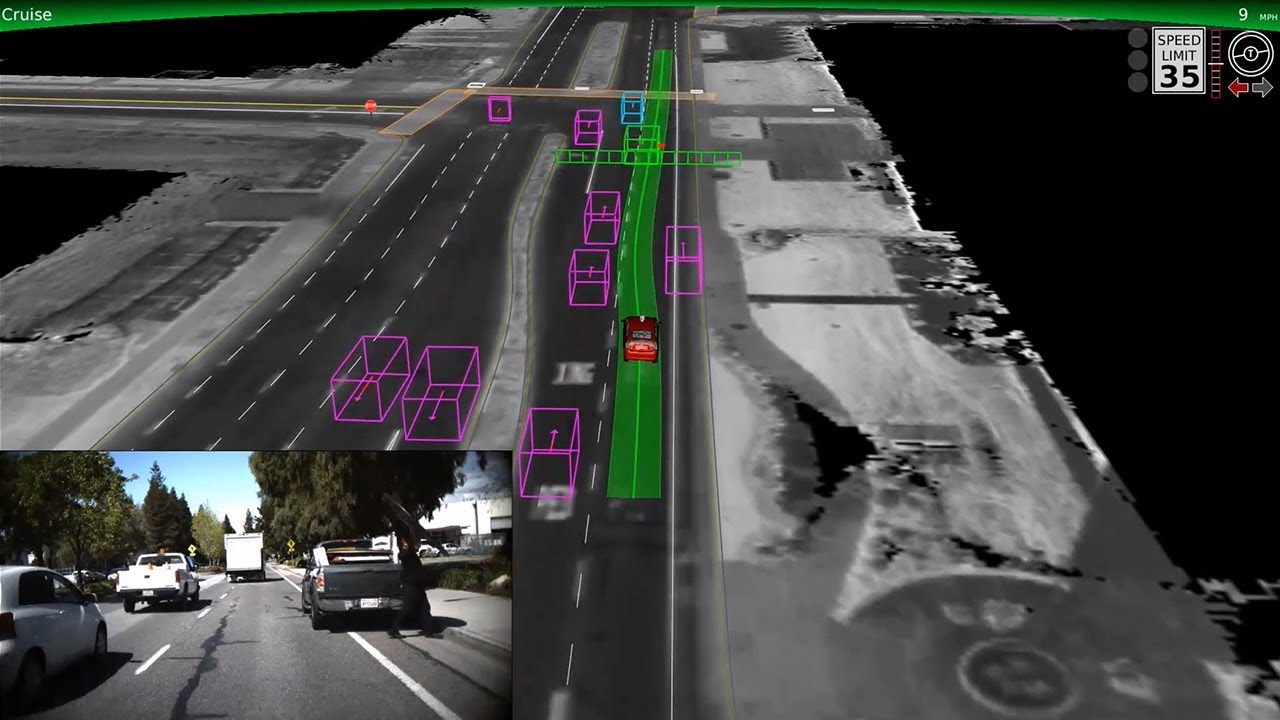 Cruise
9 MPH
SPEED
LIMIT
35